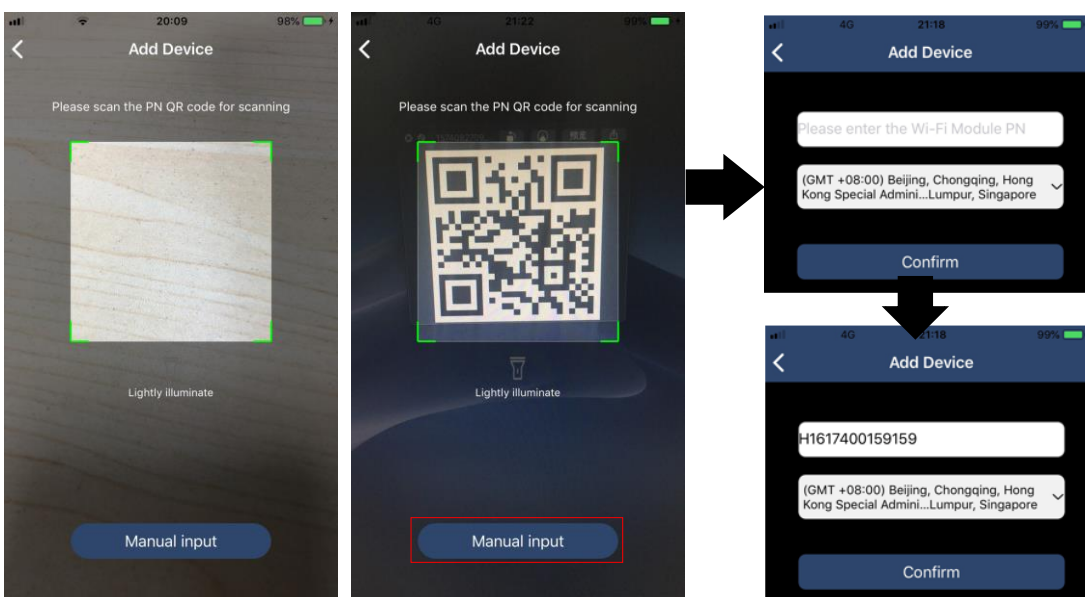 20:09
98%
Add Device
Please scan the PN QR code for scanning
Lightly illuminate
Manual input
4G 21:22 99%
Add Device
Please scan the PN QR code for scanning
Lightly illuminate
Manual input
4G 21:18 99%
Add Device
Please enter the Wi-Fi Module PN
(GMT +08:00) Beijing, Chongqing, Hong
Kong Special Admini...Lumpur, Singapore
Confirm
4G 21:18 99%
Add Device
H1617400159159
(GMT +08:00) Beijing, Chongqing, Hong
Kong Special Admini...Lumpur, Singapore
Confirm